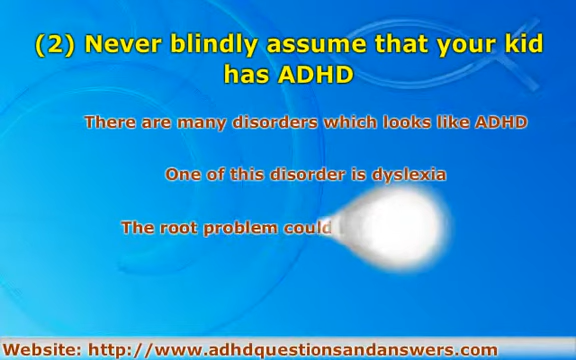 (2) Never blindly assume that your kid
has ADHD
There are many disorders which looks like ADHD
One of this disorder is dyslexia
The root problem could
Website: http://www.adhdquestionsandanswers.com